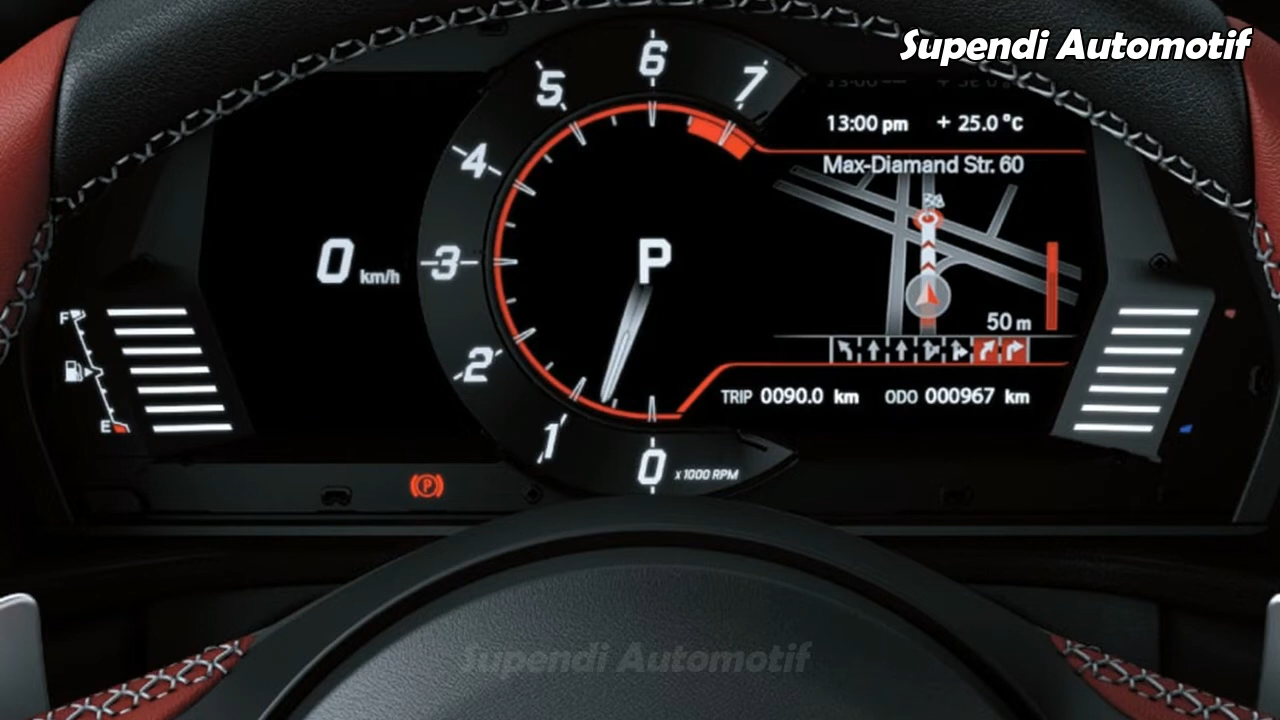 Supendi Automotif
13:00 pm + 25.0 °C
Max-Diamand Str. 60
50 m
TRIP 0090.0 km ODO 000967 km
0 km/h
P
7
6
5
4
3
2
1
0 x 1000 RPM
F
E
(P)
Supendi Automotif